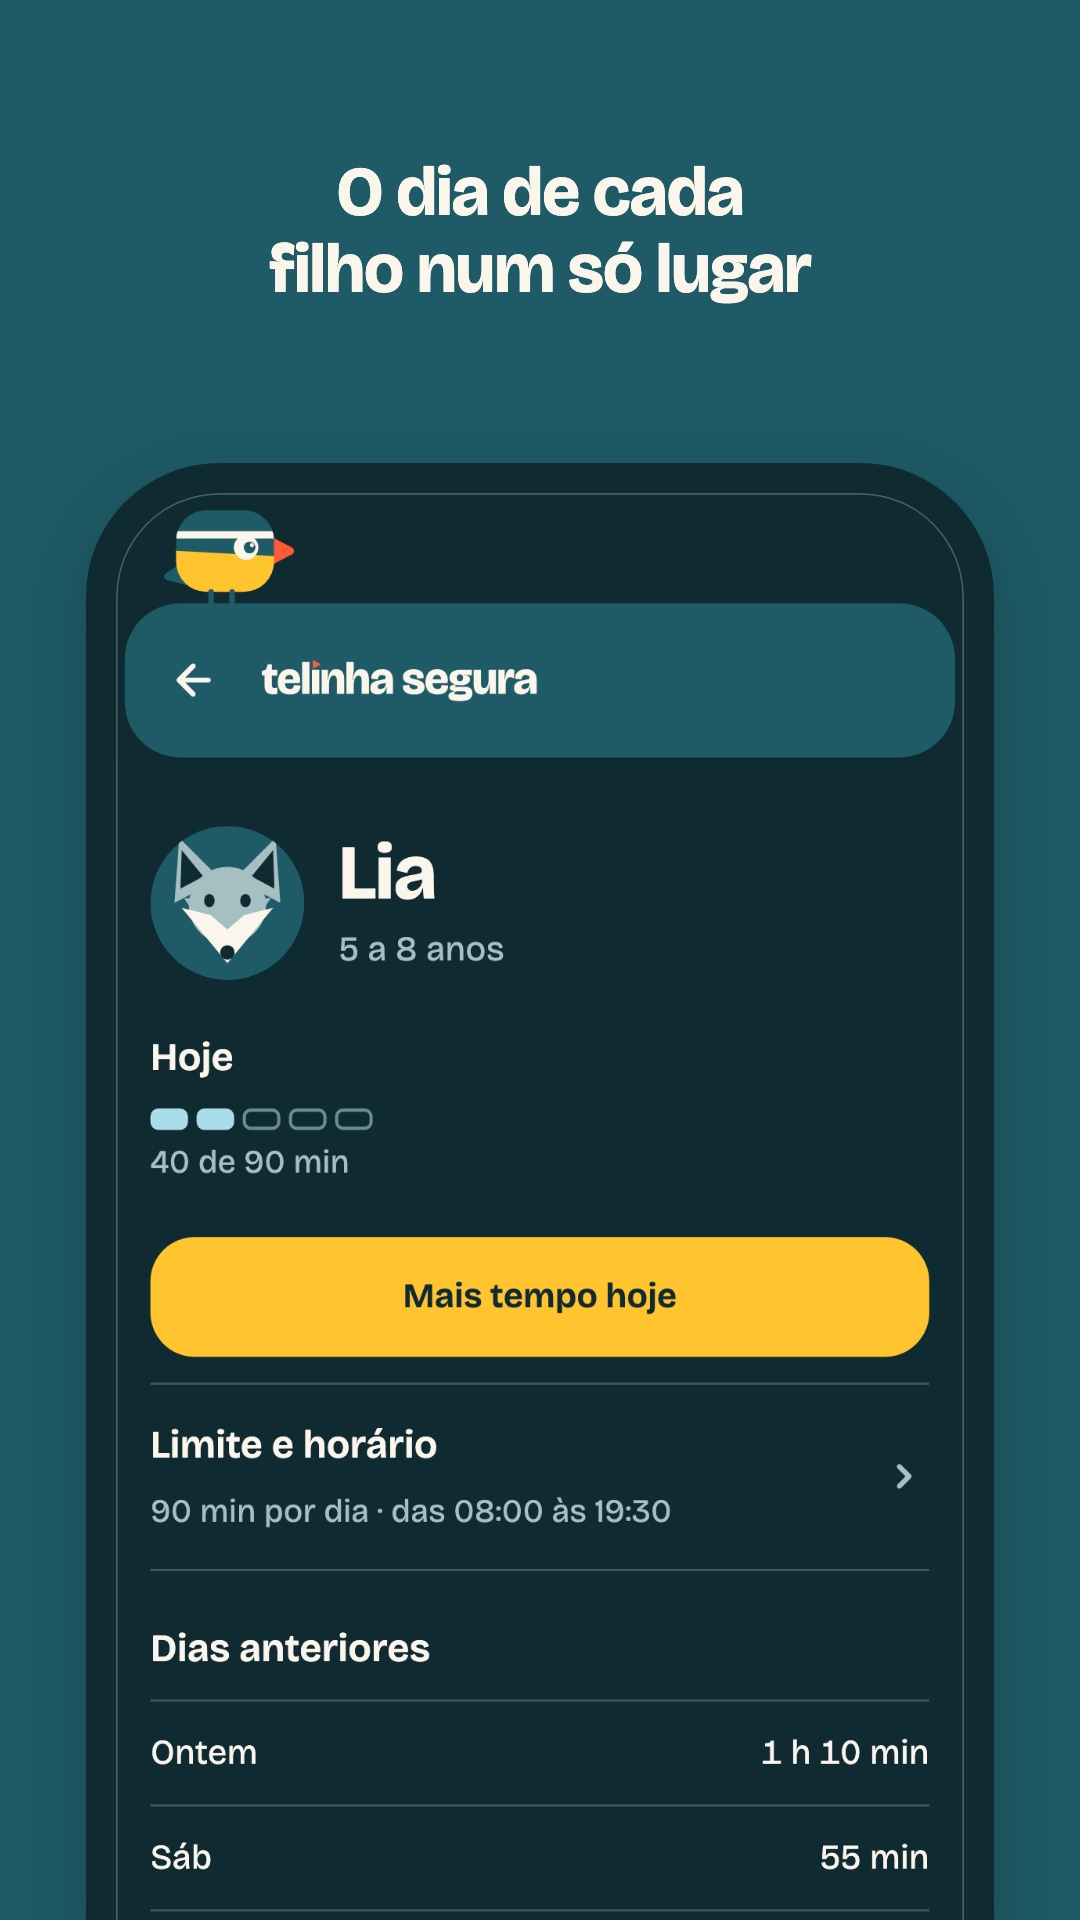 O dia de cada
filho num só lugar
telinha segura
Lia
5 a 8 anos
Hoje
40 de 90 min
Mais tempo hoje
Limite e horário
90 min por dia · das 08:00 às 19:30
Dias anteriores
Ontem 1 h 10 min
Sáb 55 min